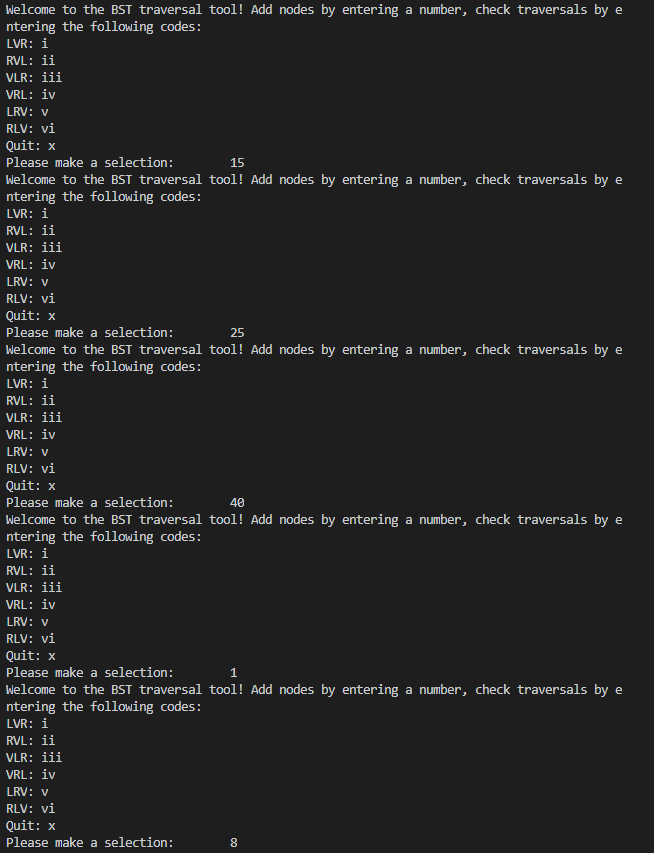 Welcome to the BST traversal tool! Add nodes by entering a number, check traversals by e
ntering the following codes:
LVR: i
RVL: ii
VLR: iii
VRL: iv
LRV: v
RLV: vi
Quit: x
Please make a selection:        15
Welcome to the BST traversal tool! Add nodes by entering a number, check traversals by e
ntering the following codes:
LVR: i
RVL: ii
VLR: iii
VRL: iv
LRV: v
RLV: vi
Quit: x
Please make a selection:        25
Welcome to the BST traversal tool! Add nodes by entering a number, check traversals by e
ntering the following codes:
LVR: i
RVL: ii
VLR: iii
VRL: iv
LRV: v
RLV: vi
Quit: x
Please make a selection:        40
Welcome to the BST traversal tool! Add nodes by entering a number, check traversals by e
ntering the following codes:
LVR: i
RVL: ii
VLR: iii
VRL: iv
LRV: v
RLV: vi
Quit: x
Please make a selection:        1
Welcome to the BST traversal tool! Add nodes by entering a number, check traversals by e
ntering the following codes:
LVR: i
RVL: ii
VLR: iii
VRL: iv
LRV: v
RLV: vi
Quit: x
Please make a selection:        8